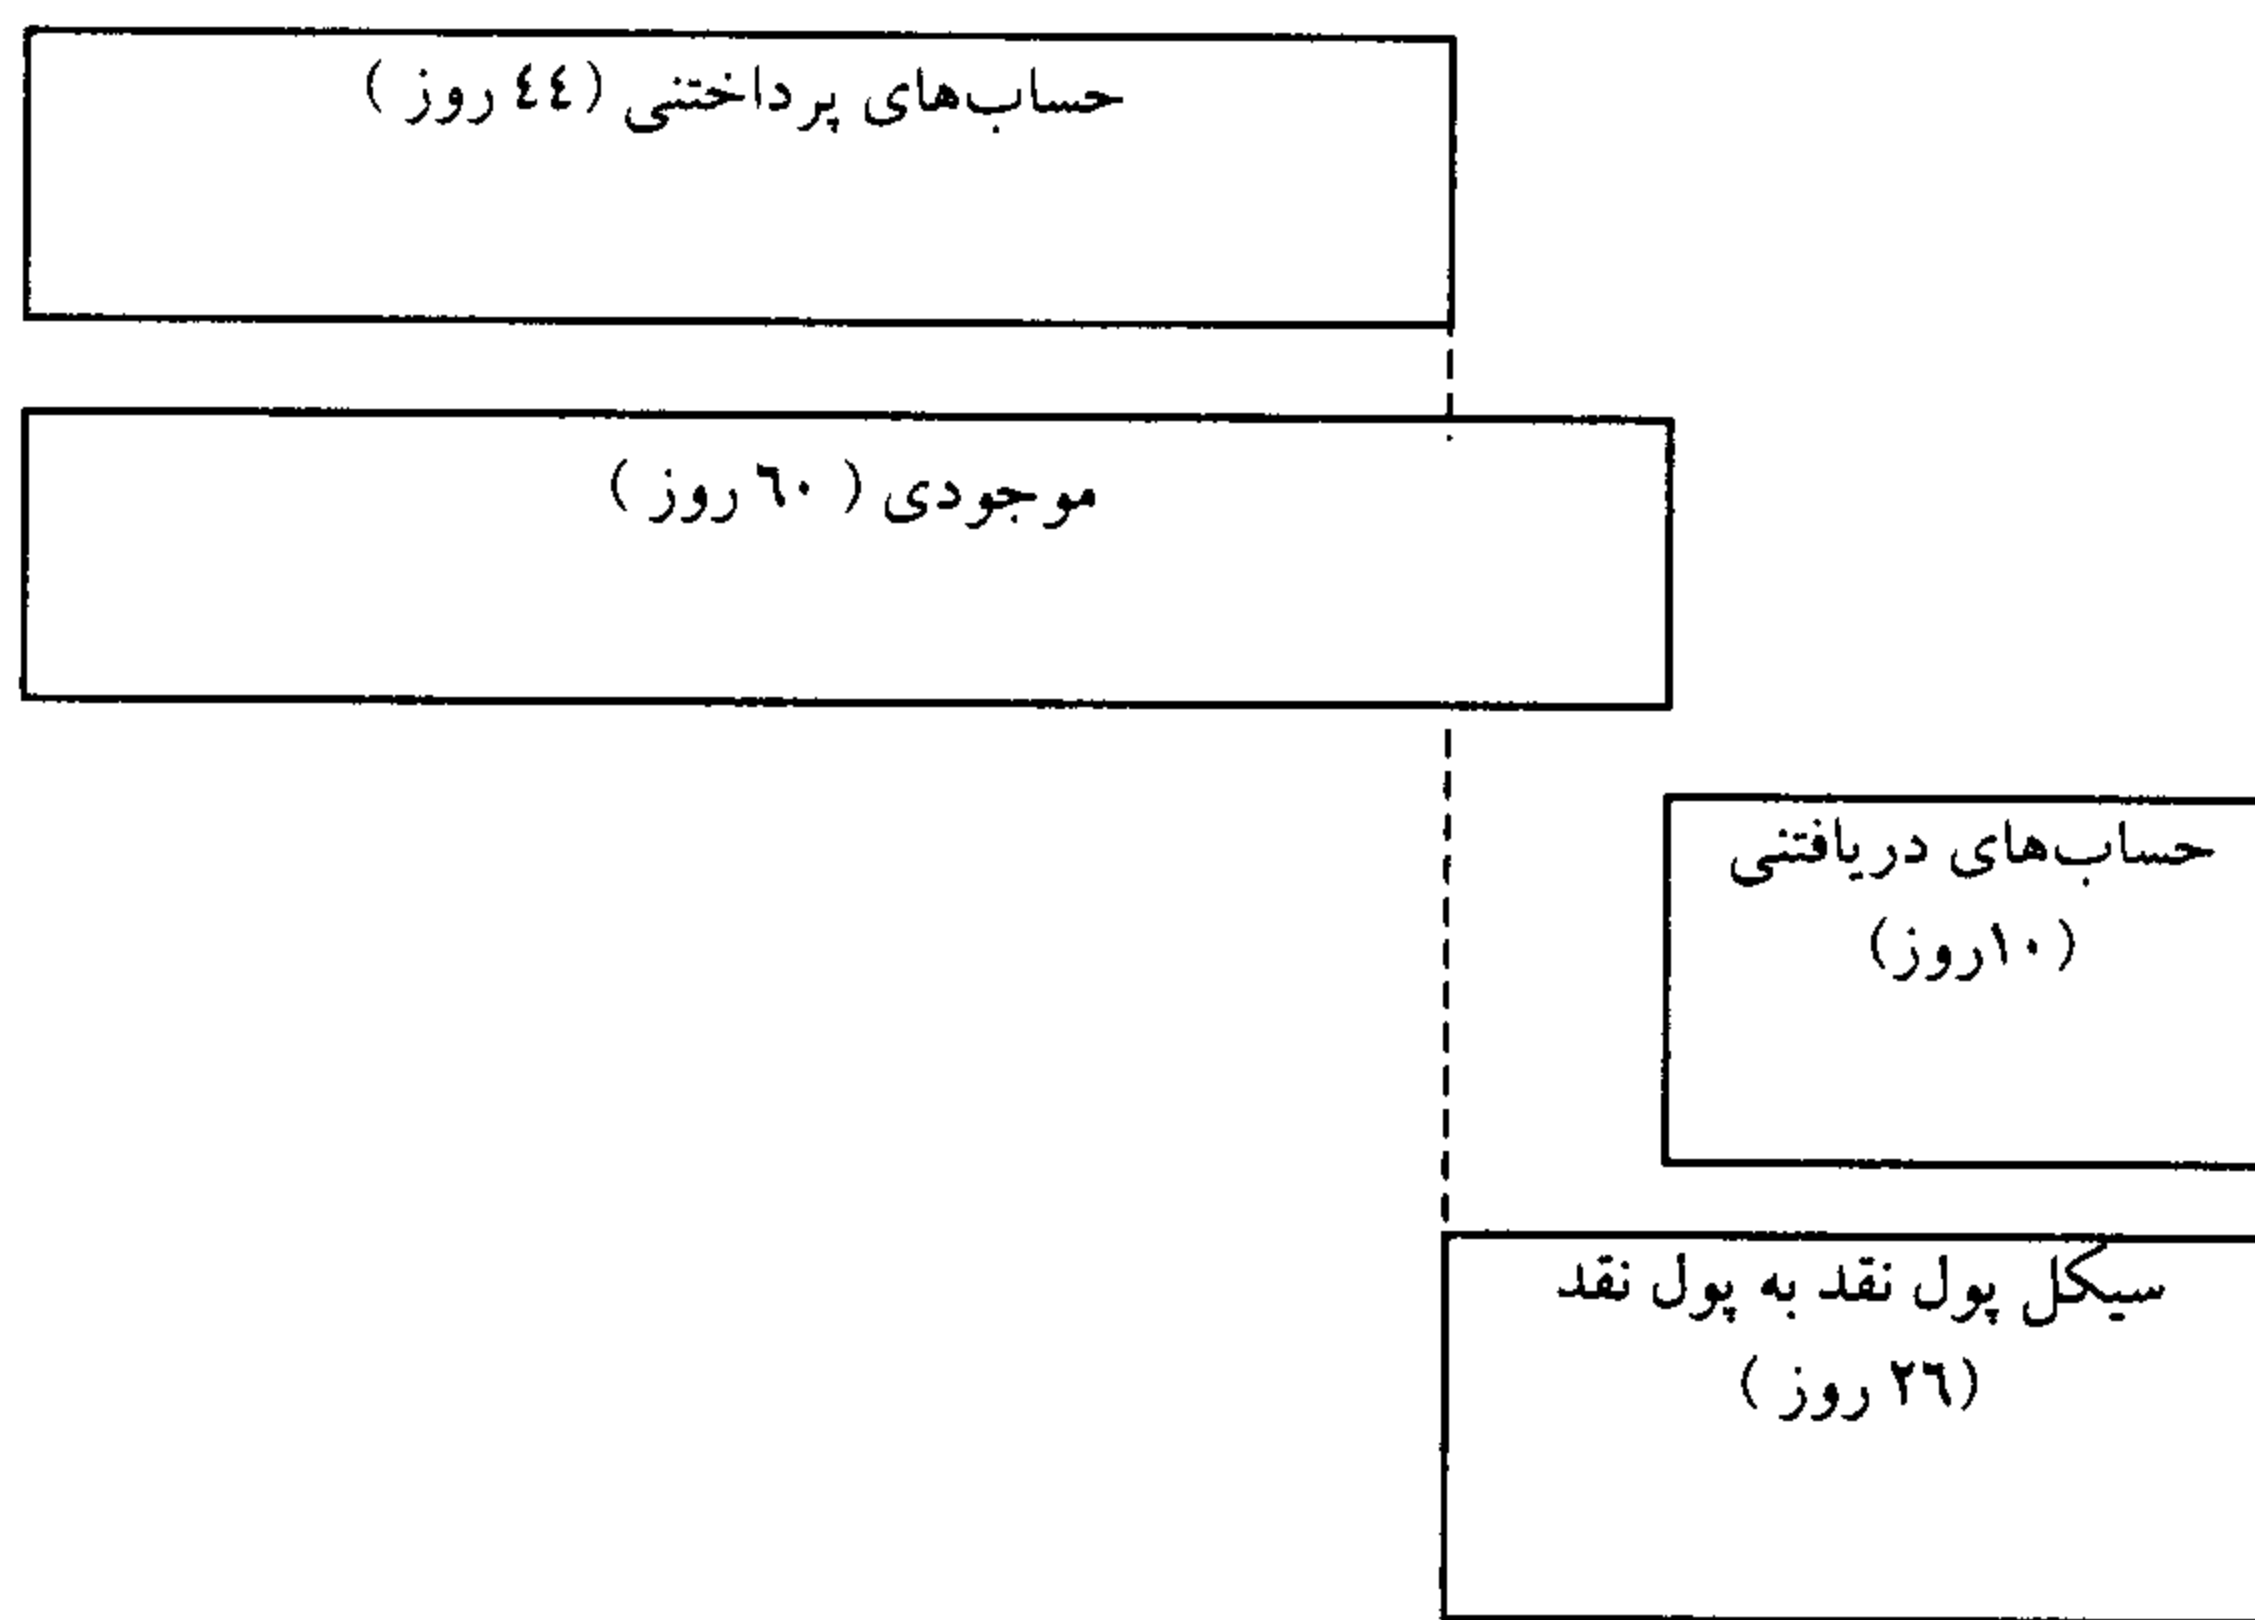 حساب‌های پرداختنی (٤٤ روز )
موجودی ( ٦٠ روز )
حساب‌های دریافتنی
(١٠روز)
سیکل پول نقد به پول نقد
(٢٦ روز )